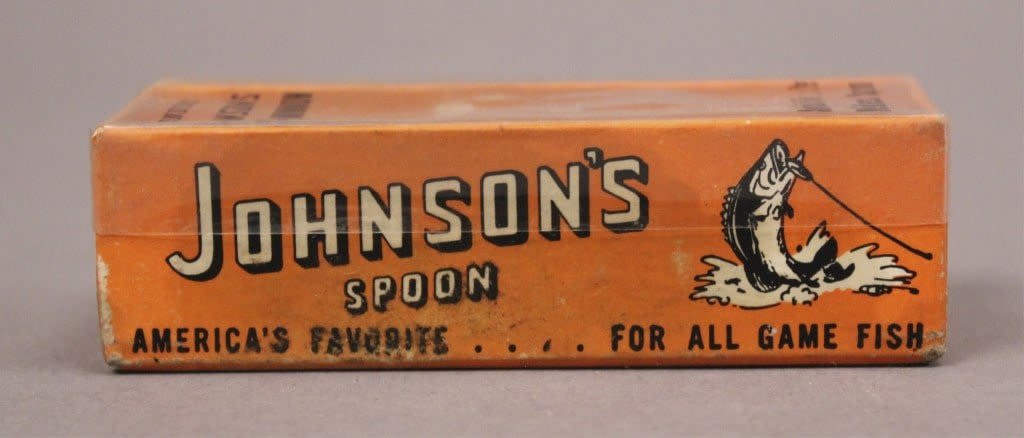 JOHNSON'S
SPOON
AMERICA'S FAVORITE . . . . FOR ALL GAME FISH